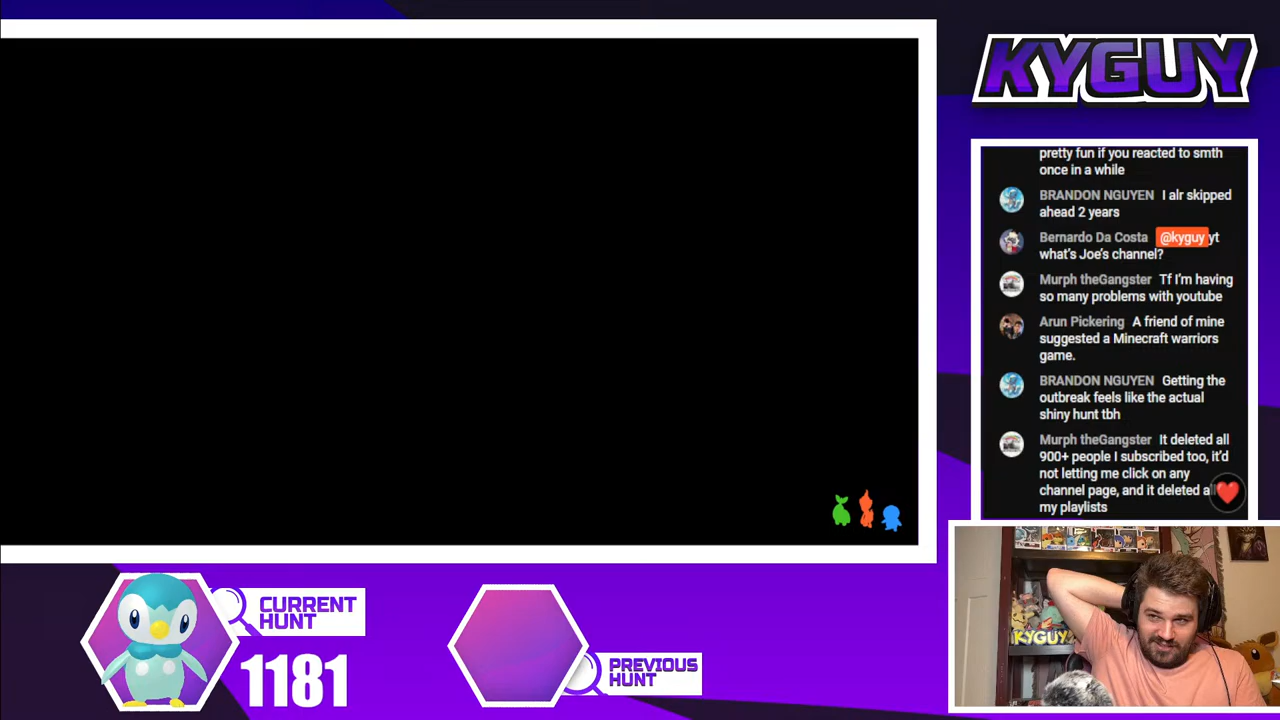 KYGUY
pretty fun if you reacted to smth
once in a while
BRANDON NGUYEN I alr skipped
ahead 2 years
Bernardo Da Costa @kyguy yt
what's Joe's channel?
Murph theGangster Tf I'm having
so many problems with youtube
Arun Pickering A friend of mine
suggested a Minecraft warriors
game.
BRANDON NGUYEN Getting the
outbreak feels like the actual
shiny hunt tbh
Murph theGangster It deleted all
900+ people I subscribed too, it'd
not letting me click on any
channel page, and it deleted all
my playlists
KYGUY
CURRENT
HUNT
1181
PREVIOUS
HUNT